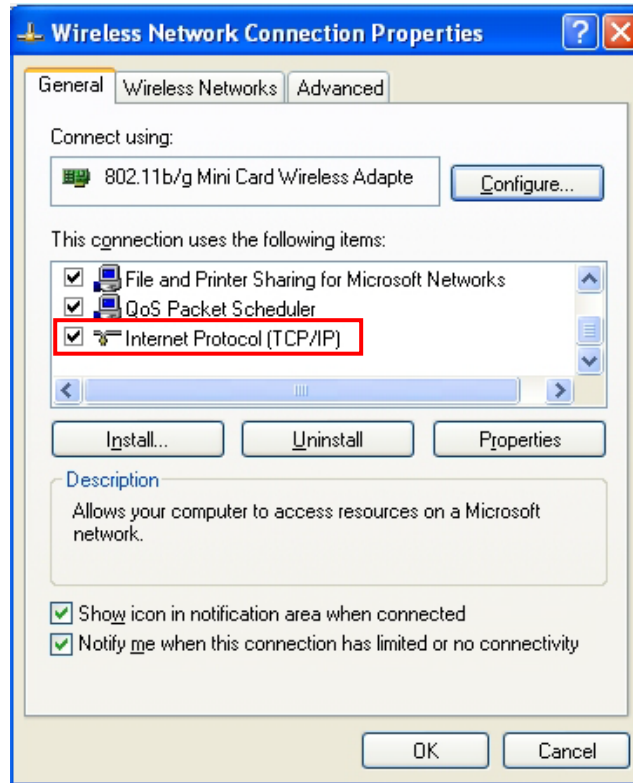 Wireless Network Connection Properties
General Wireless Networks Advanced
Connect using:
802.11b/g Mini Card Wireless Adapte
Configure...
This connection uses the following items:
File and Printer Sharing for Microsoft Networks
QoS Packet Scheduler
Internet Protocol (TCP/IP)
Install... Uninstall Properties
Description
Allows your computer to access resources on a Microsoft
network.
Show icon in notification area when connected
Notify me when this connection has limited or no connectivity
OK Cancel